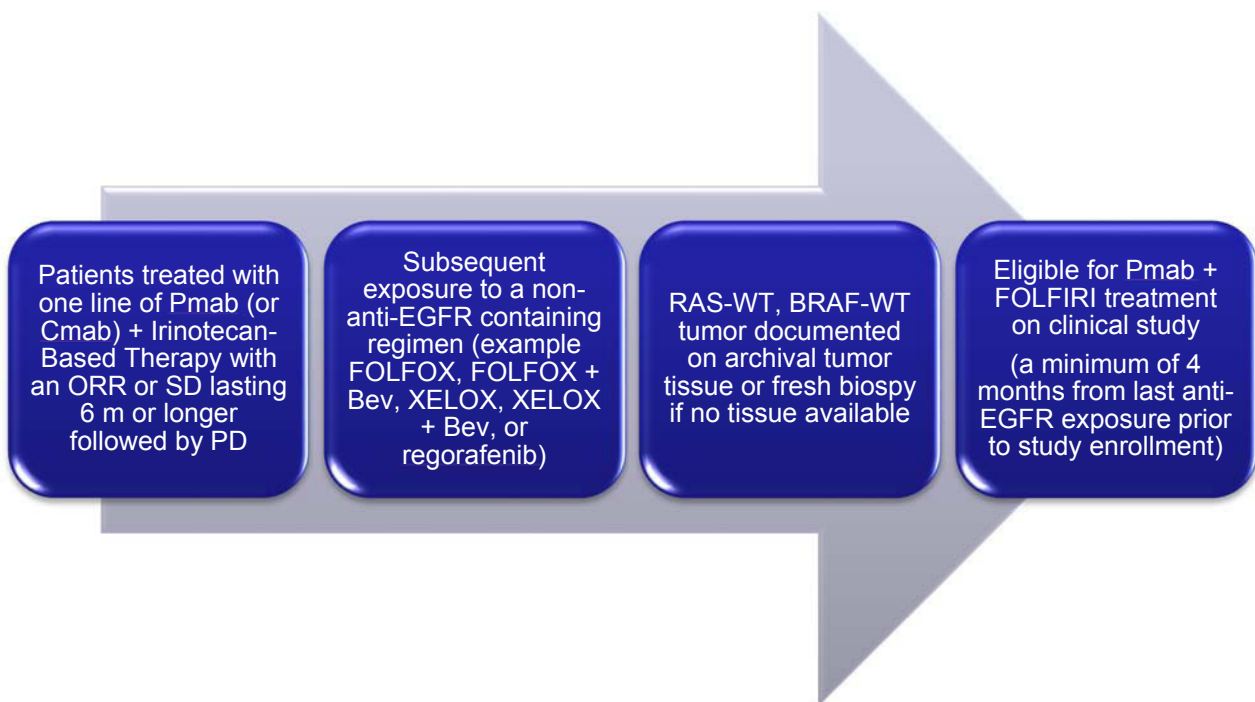 Patients treated with
one line of Pmab (or
Cmab) + Irinotecan-
Based Therapy with
an ORR or SD lasting
6 m or longer
followed by PD
Subsequent
exposure to a non-
anti-EGFR containing
regimen (example
FOLFOX, FOLFOX +
Bev, XELOX, XELOX
+ Bev, or
regorafenib)
RAS-WT, BRAF-WT
tumor documented
on archival tumor
tissue or fresh biospy
if no tissue available
Eligible for Pmab +
FOLFIRI treatment
on clinical study
(a minimum of 4
months from last anti-
EGFR exposure prior
to study enrollment)